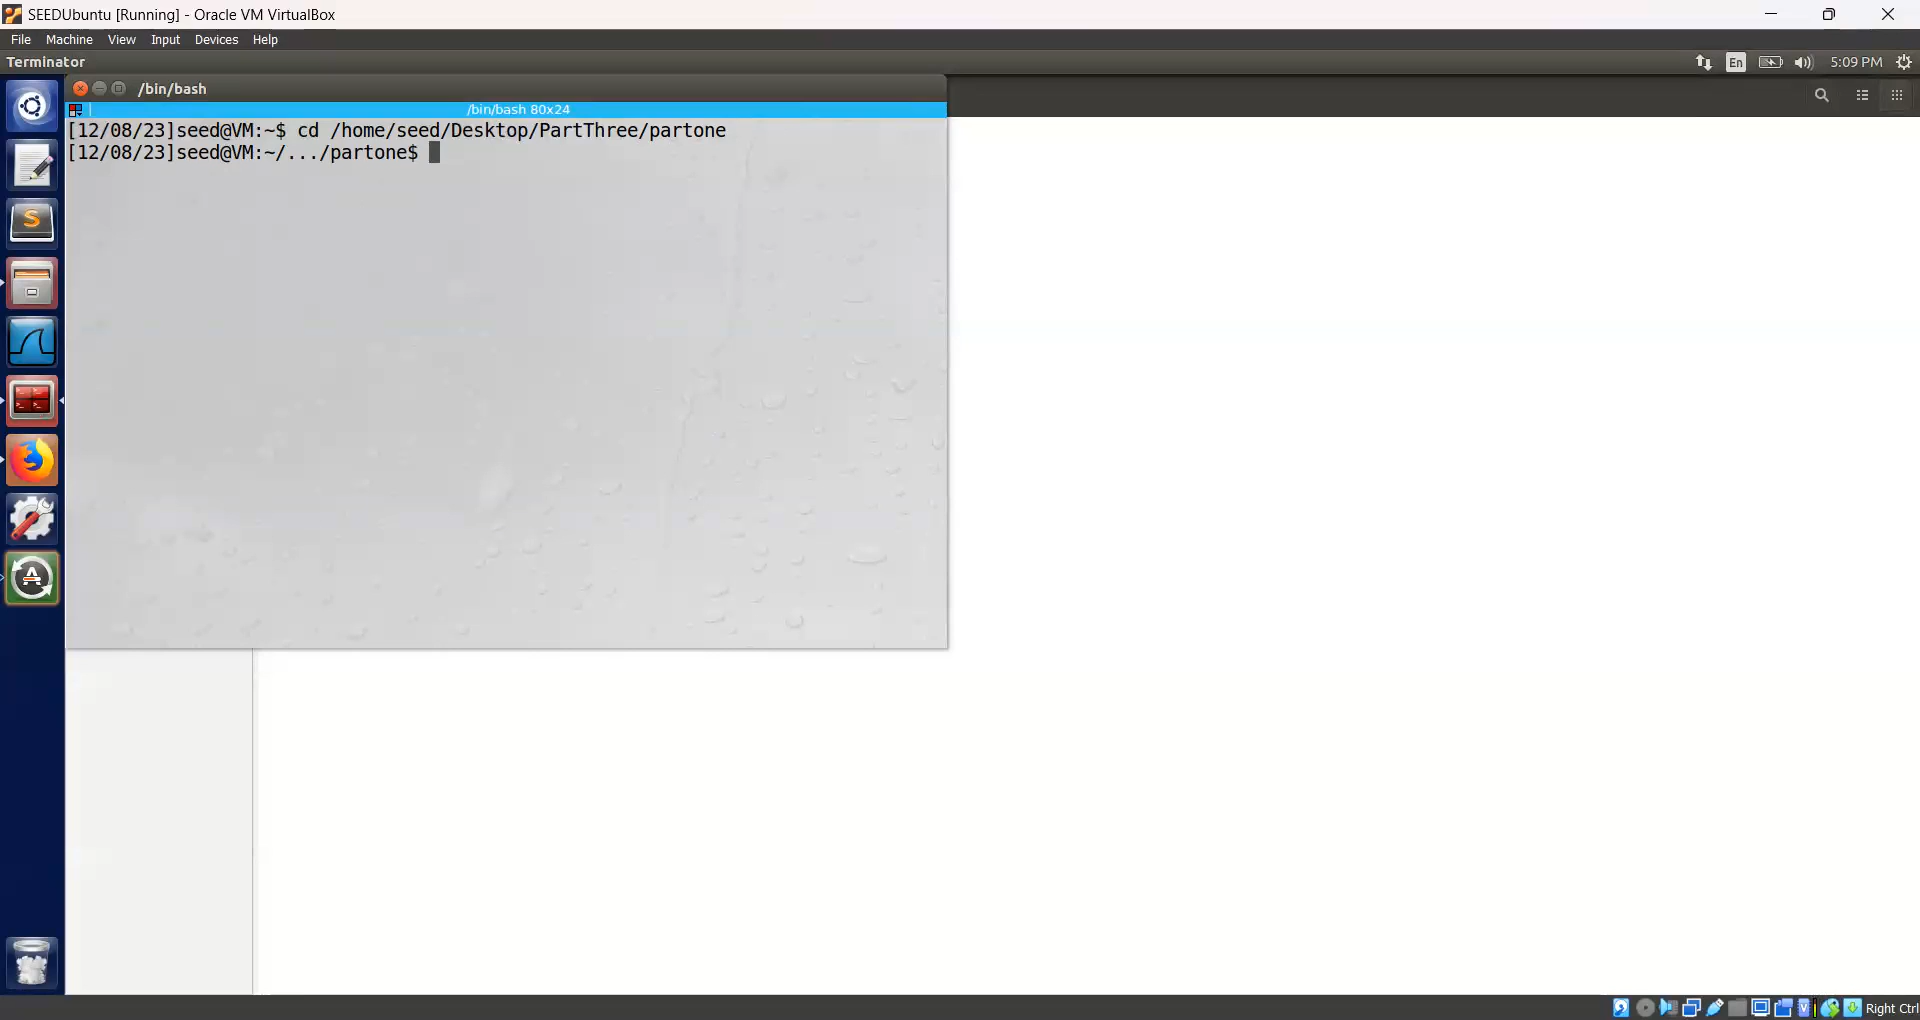 SEEDUbuntu [Running] - Oracle VM VirtualBox
File Machine View Input Devices Help
Terminator En 5:09 PM
/bin/bash
/bin/bash 80x24
[12/08/23]seed@VM:~$ cd /home/seed/Desktop/PartThree/partone
[12/08/23]seed@VM:~/.../partone$
S
A
Right Ctrl